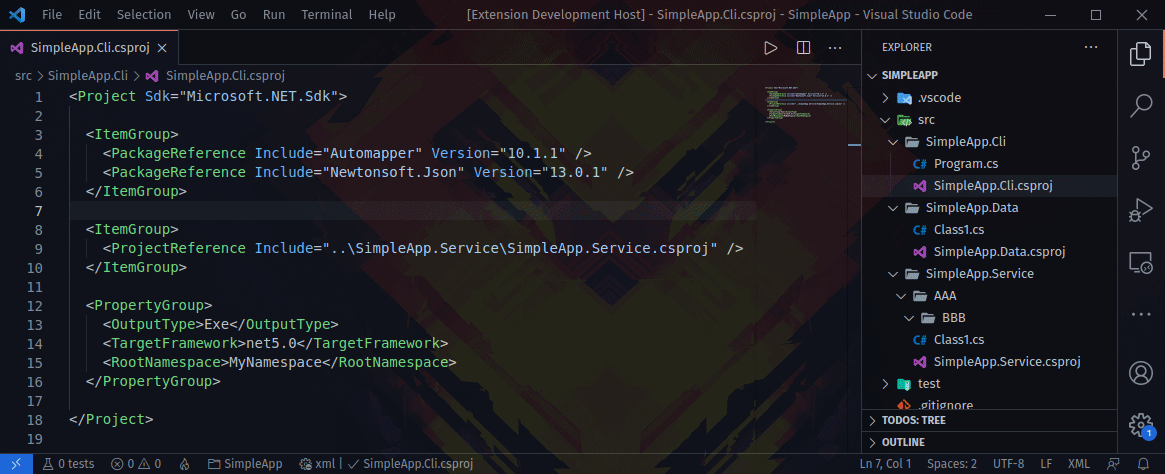 File Edit Selection View Go Run Terminal Help [Extension Development Host] - SimpleApp.Cli.csproj - SimpleApp - Visual Studio Code
SimpleApp.Cli.csproj
src > SimpleApp.Cli > SimpleApp.Cli.csproj
1 <Project Sdk="Microsoft.NET.Sdk">
2
3 <ItemGroup>
4 <PackageReference Include="Automapper" Version="10.1.1" />
5 <PackageReference Include="Newtonsoft.Json" Version="13.0.1" />
6 </ItemGroup>
7
8 <ItemGroup>
9 <ProjectReference Include="..\SimpleApp.Service\SimpleApp.Service.csproj" />
10 </ItemGroup>
11
12 <PropertyGroup>
13 <OutputType>Exe</OutputType>
14 <TargetFramework>net5.0</TargetFramework>
15 <RootNamespace>MyNamespace</RootNamespace>
16 </PropertyGroup>
17
18 </Project>
19
EXPLORER
SIMPLEAPP
.vscode
src
SimpleApp.Cli
C# Program.cs
SimpleApp.Cli.csproj
SimpleApp.Data
C# Class1.cs
SimpleApp.Data.csproj
SimpleApp.Service
AAA
BBB
C# Class1.cs
SimpleApp.Service.csproj
test
.gitignore
TODOS: TREE
OUTLINE
1
0 tests 0 0 SimpleApp xml | SimpleApp.Cli.csproj Ln 7, Col 1 Spaces: 2 UTF-8 LF XML